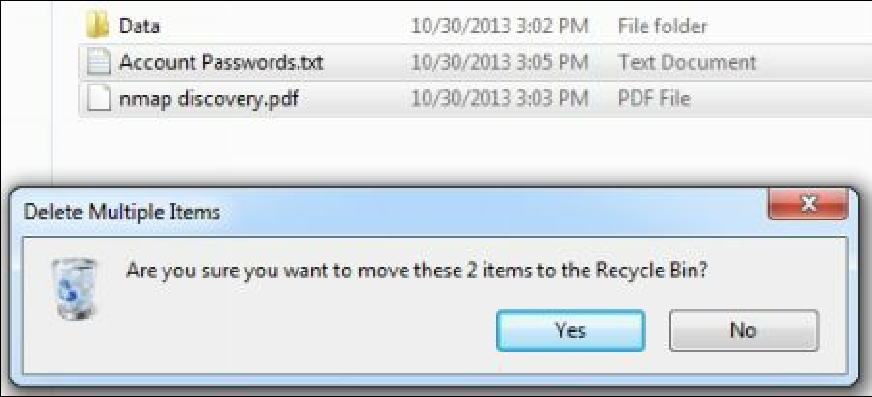 Data 10/30/2013 3:02 PM File folder
Account Passwords.txt 10/30/2013 3:05 PM Text Document
nmap discovery.pdf 10/30/2013 3:03 PM PDF File
Delete Multiple Items
Are you sure you want to move these 2 items to the Recycle Bin?
Yes No